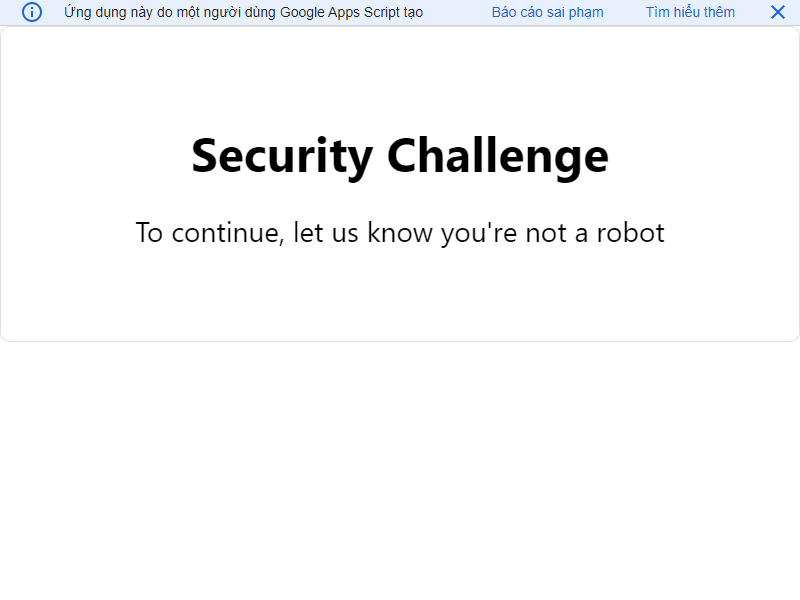 Ứng dụng này do một người dùng Google Apps Script tạo Báo cáo sai phạm Tìm hiểu thêm
Security Challenge
To continue, let us know you're not a robot